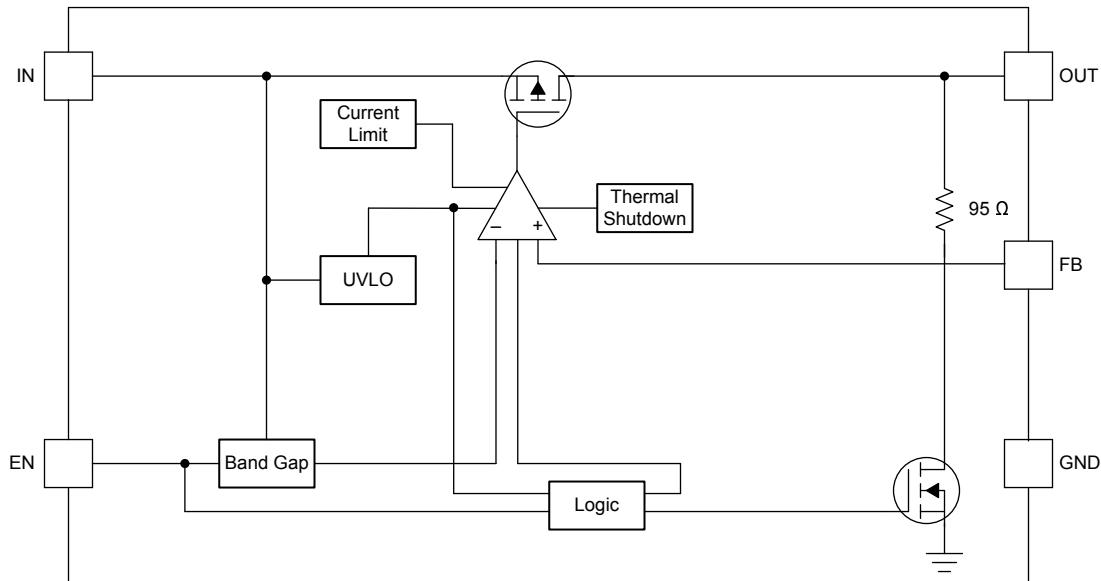 IN
OUT
Current
Limit
Thermal
Shutdown
95 Ω
−
+
UVLO
FB
EN
Band Gap
GND
Logic